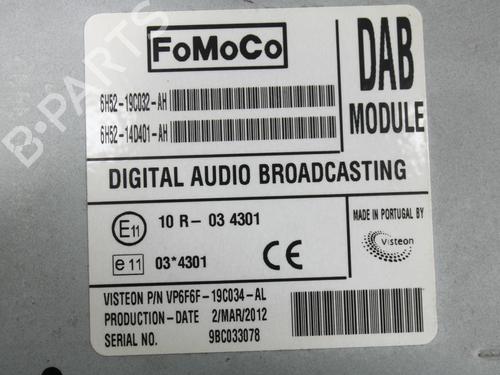 FoMoCo
DAB
MODULE
6H52-19C032-AH
6H52-14D401-AH
DIGITAL AUDIO BROADCASTING
E11 10 R- 03 4301
e 11 03*4301
CE
MADE IN PORTUGAL BY
Visteon
VISTEON P/N VP6F6F-19C034-AL
PRODUCTION-DATE 2/MAR/2012
SERIAL NO. 9BC033078
B-PARTS